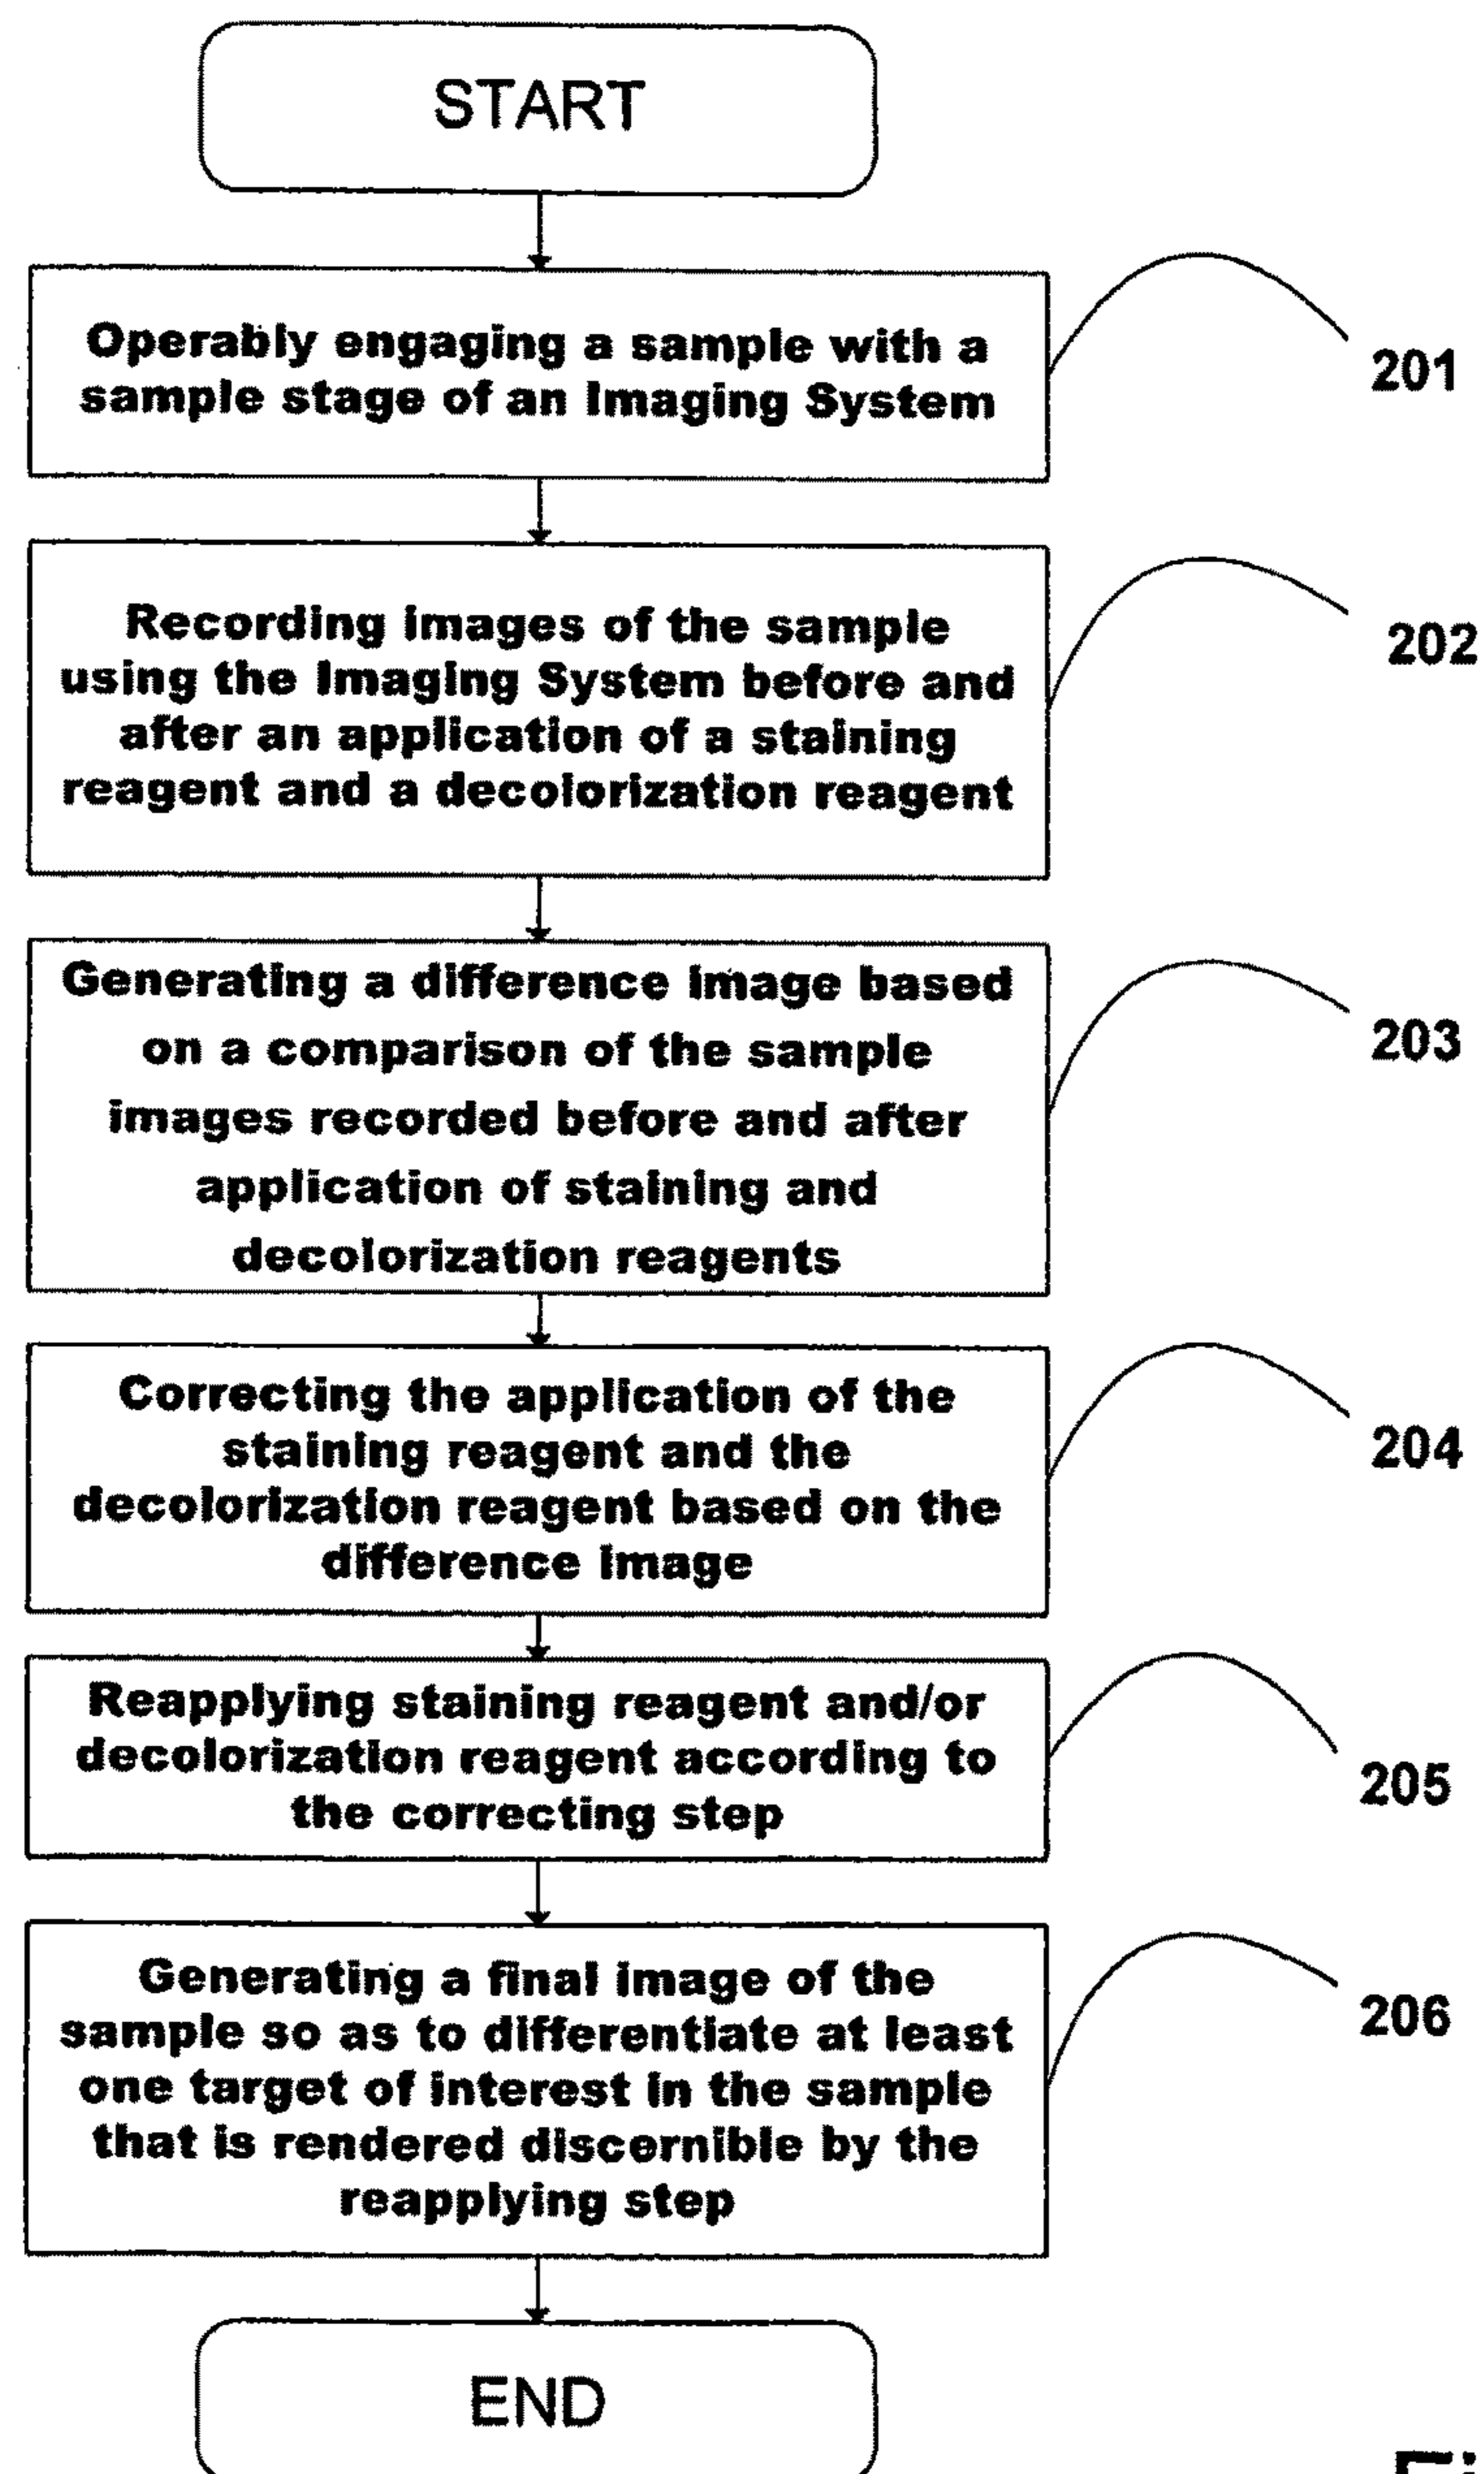 START
Operably engaging a sample with a
sample stage of an Imaging System
201
Recording images of the sample
using the Imaging System before and
after an application of a staining
reagent and a decolorization reagent
202
Generating a difference image based
on a comparison of the sample
images recorded before and after
application of staining and
decolorization reagents
203
Correcting the application of the
staining reagent and the
decolorization reagent based on the
difference image
204
Reapplying staining reagent and/or
decolorization reagent according to
the correcting step
205
Generating a final image of the
sample so as to differentiate at least
one target of interest in the sample
that is rendered discernible by the
reapplying step
206
END